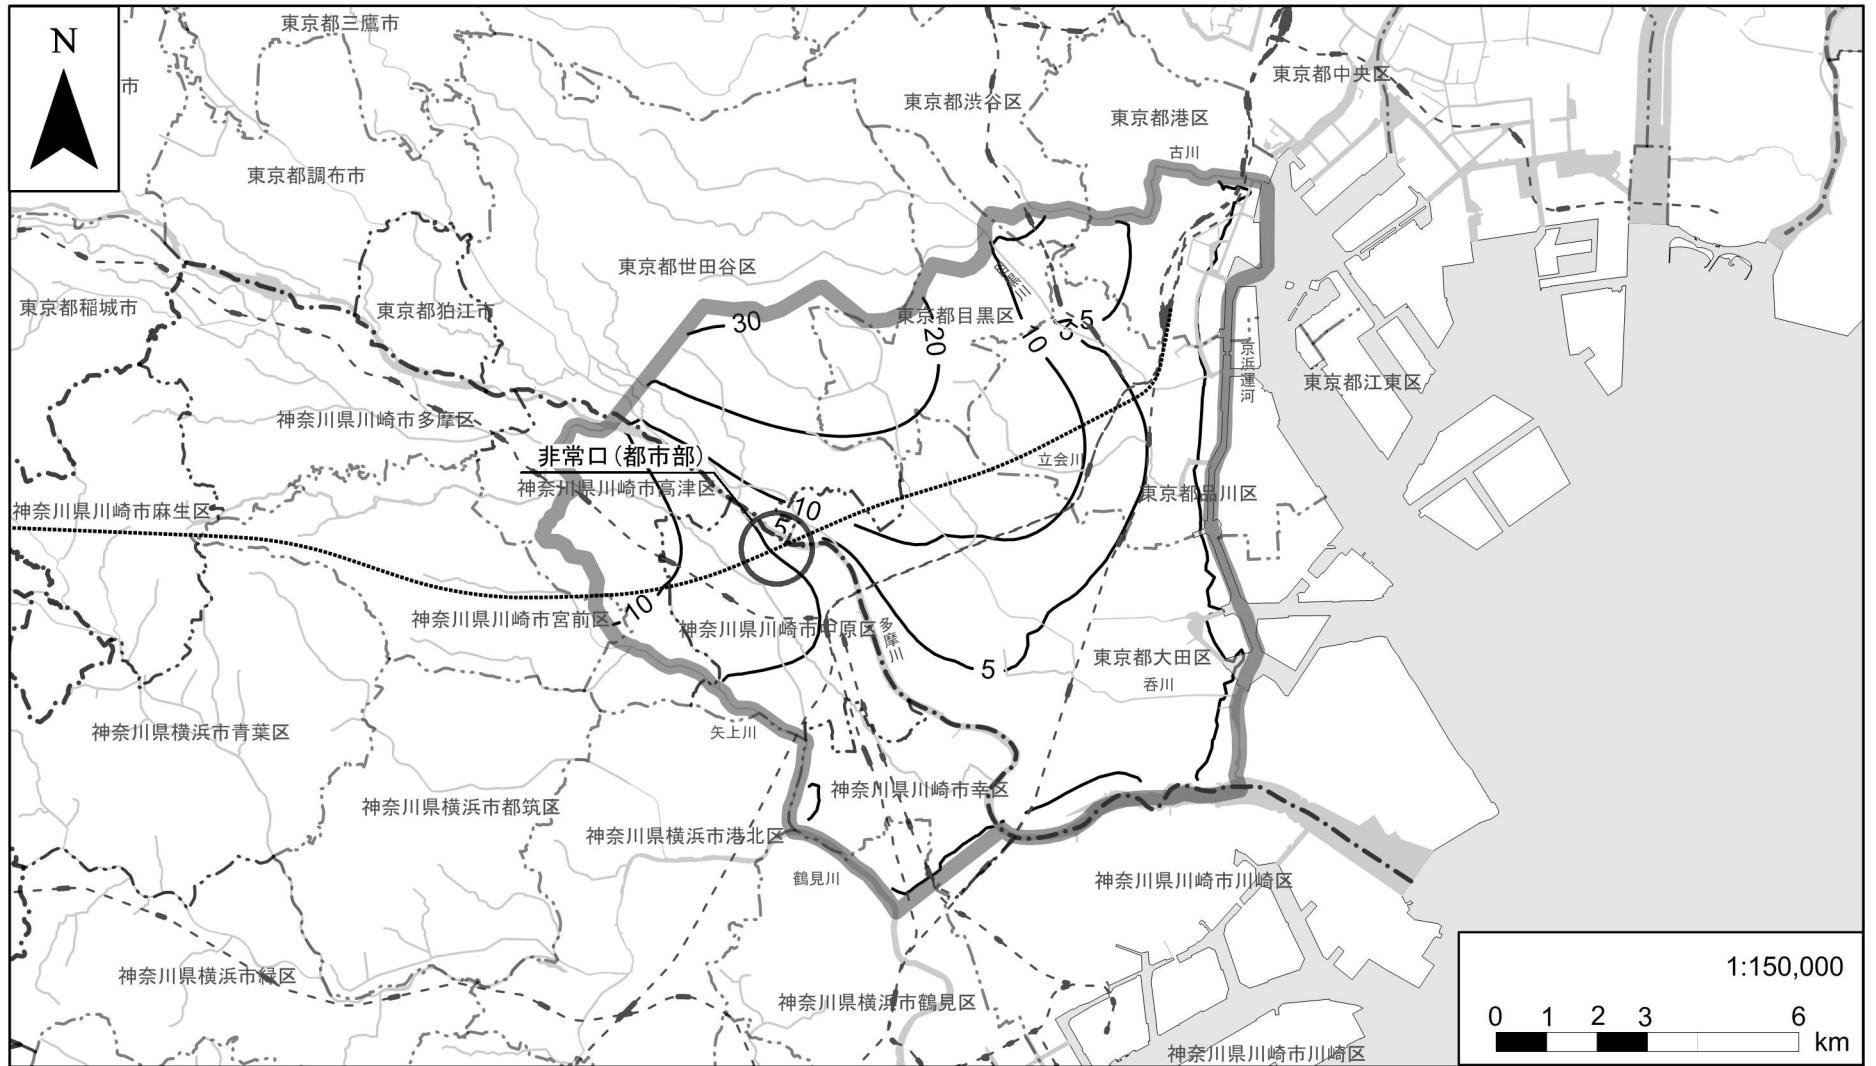 N
東京都三鷹市
市
東京都中央区
東京都渋谷区
東京都港区
古川
東京都調布市
東京都世田谷区
東京都稲城市
東京都狛江市
30
東京都目黒区
20
10
5
5
京浜運河
東京都江東区
神奈川県川崎市多摩区
非常口(都市部)
神奈川県川崎市高津区
立会川
東京都品川区
神奈川県川崎市麻生区
10
5
神奈川県川崎市宮前区
10
神奈川県川崎市中原区
多摩川
5
東京都大田区
呑川
神奈川県横浜市青葉区
矢上川
神奈川県川崎市幸区
神奈川県横浜市都筑区
神奈川県横浜市港北区
鶴見川
神奈川県川崎市川崎区
神奈川県横浜市緑区
神奈川県横浜市鶴見区
神奈川県川崎市川崎区
1:150,000
0 1 2 3 6
km